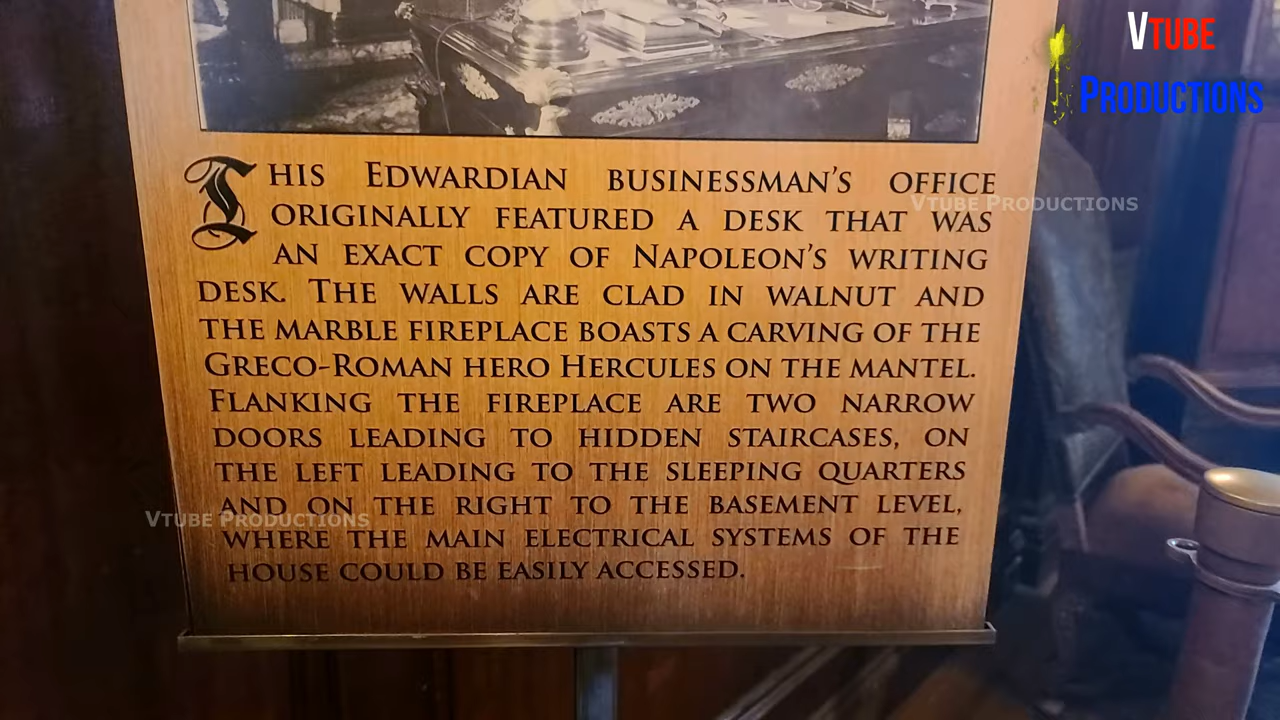 VTUBE
PRODUCTIONS
THIS EDWARDIAN BUSINESSMAN'S OFFICE
ORIGINALLY FEATURED A DESK THAT WAS
AN EXACT COPY OF NAPOLEON'S WRITING
DESK. THE WALLS ARE CLAD IN WALNUT AND
THE MARBLE FIREPLACE BOASTS A CARVING OF THE
GRECO-ROMAN HERO HERCULES ON THE MANTEL.
FLANKING THE FIREPLACE ARE TWO NARROW
DOORS LEADING TO HIDDEN STAIRCASES, ON
THE LEFT LEADING TO THE SLEEPING QUARTERS
AND ON THE RIGHT TO THE BASEMENT LEVEL,
WHERE THE MAIN ELECTRICAL SYSTEMS OF THE
HOUSE COULD BE EASILY ACCESSED.
VTUBE PRODUCTIONS
VTUBE PRODUCTIONS